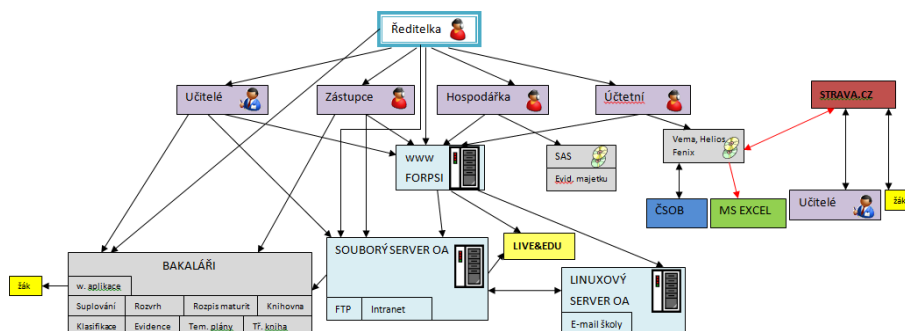 Ředitelka
Učitelé
Zástupce
Hospodářka
Účtetní
STRAVA.CZ
Vema, Helios,
Fenix
www
FORPSI
SAS
Evid. majetku
ČSOB
MS EXCEL
Učitelé
žák
SOUBORÝ SERVER OA
FTP
Intranet
LIVE&EDU
LINUXOVÝ
SERVER OA
E-mail školy
BAKALÁŘI
w. aplikace
Suplování
Rozvrh
Rozpis maturit
Knihovna
Klasifikace
Evidence
Tem. plány
Tř. kniha
žák